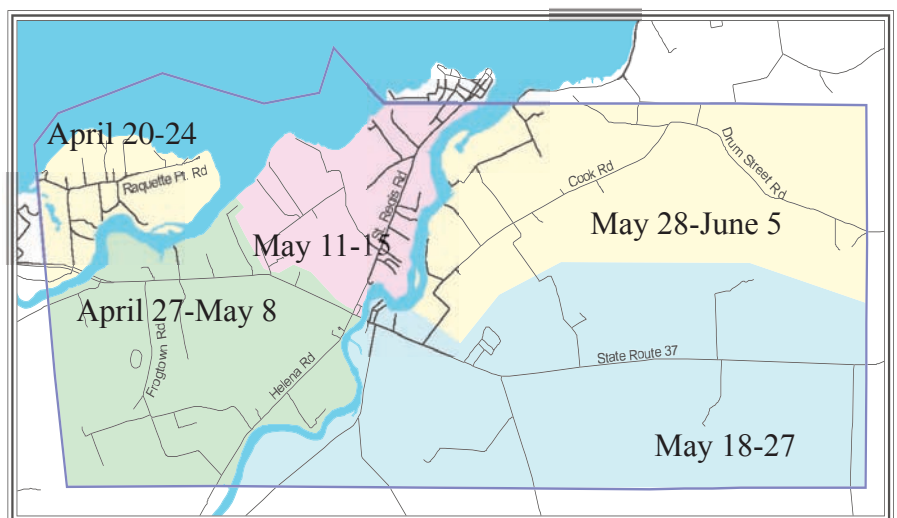 April 20-24
Raquette Pt. Rd
Drum Street Rd
Cook Rd
St. Regis Rd
May 28-June 5
May 11-15
April 27-May 8
Frogtown Rd
Helena Rd
State Route 37
May 18-27